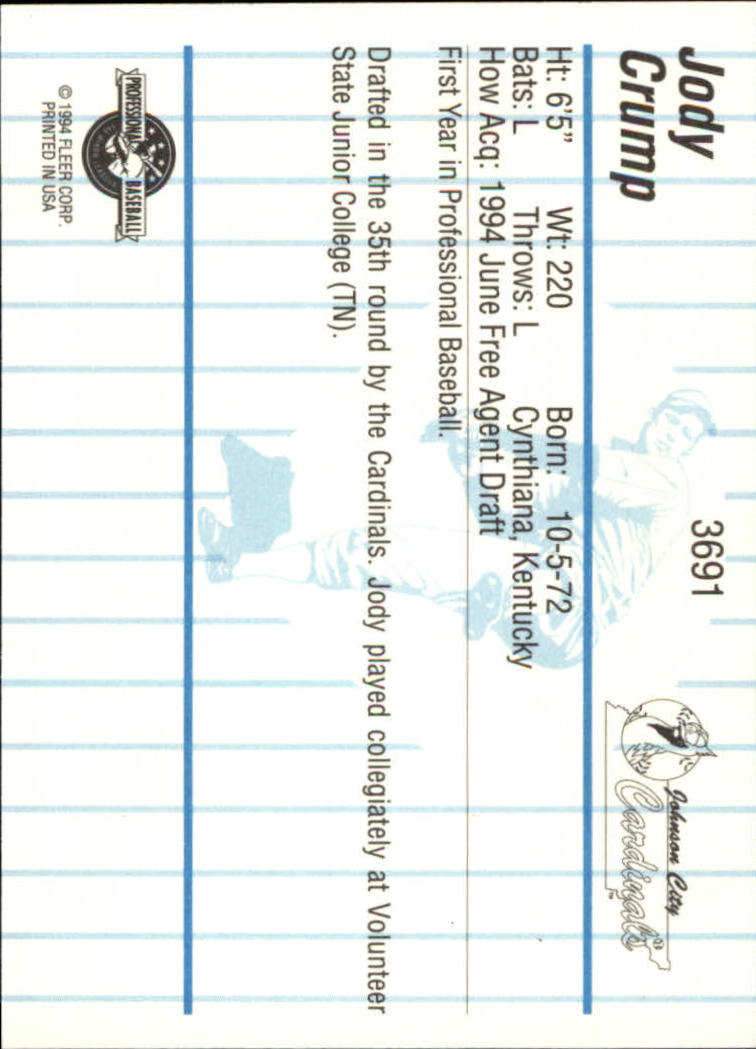 Jody
Crump
3691
Johnson City
Cardinals®
™
Ht: 6'5" Wt: 220 Born: 10-5-72
Bats: L Throws: L Cynthiana, Kentucky
How Acq: 1994 June Free Agent Draft
First Year in Professional Baseball.
Drafted in the 35th round by the Cardinals. Jody played collegiately at Volunteer
State Junior College (TN).
PROFESSIONAL BASEBALL
© 1994 FLEER CORP.
PRINTED IN USA